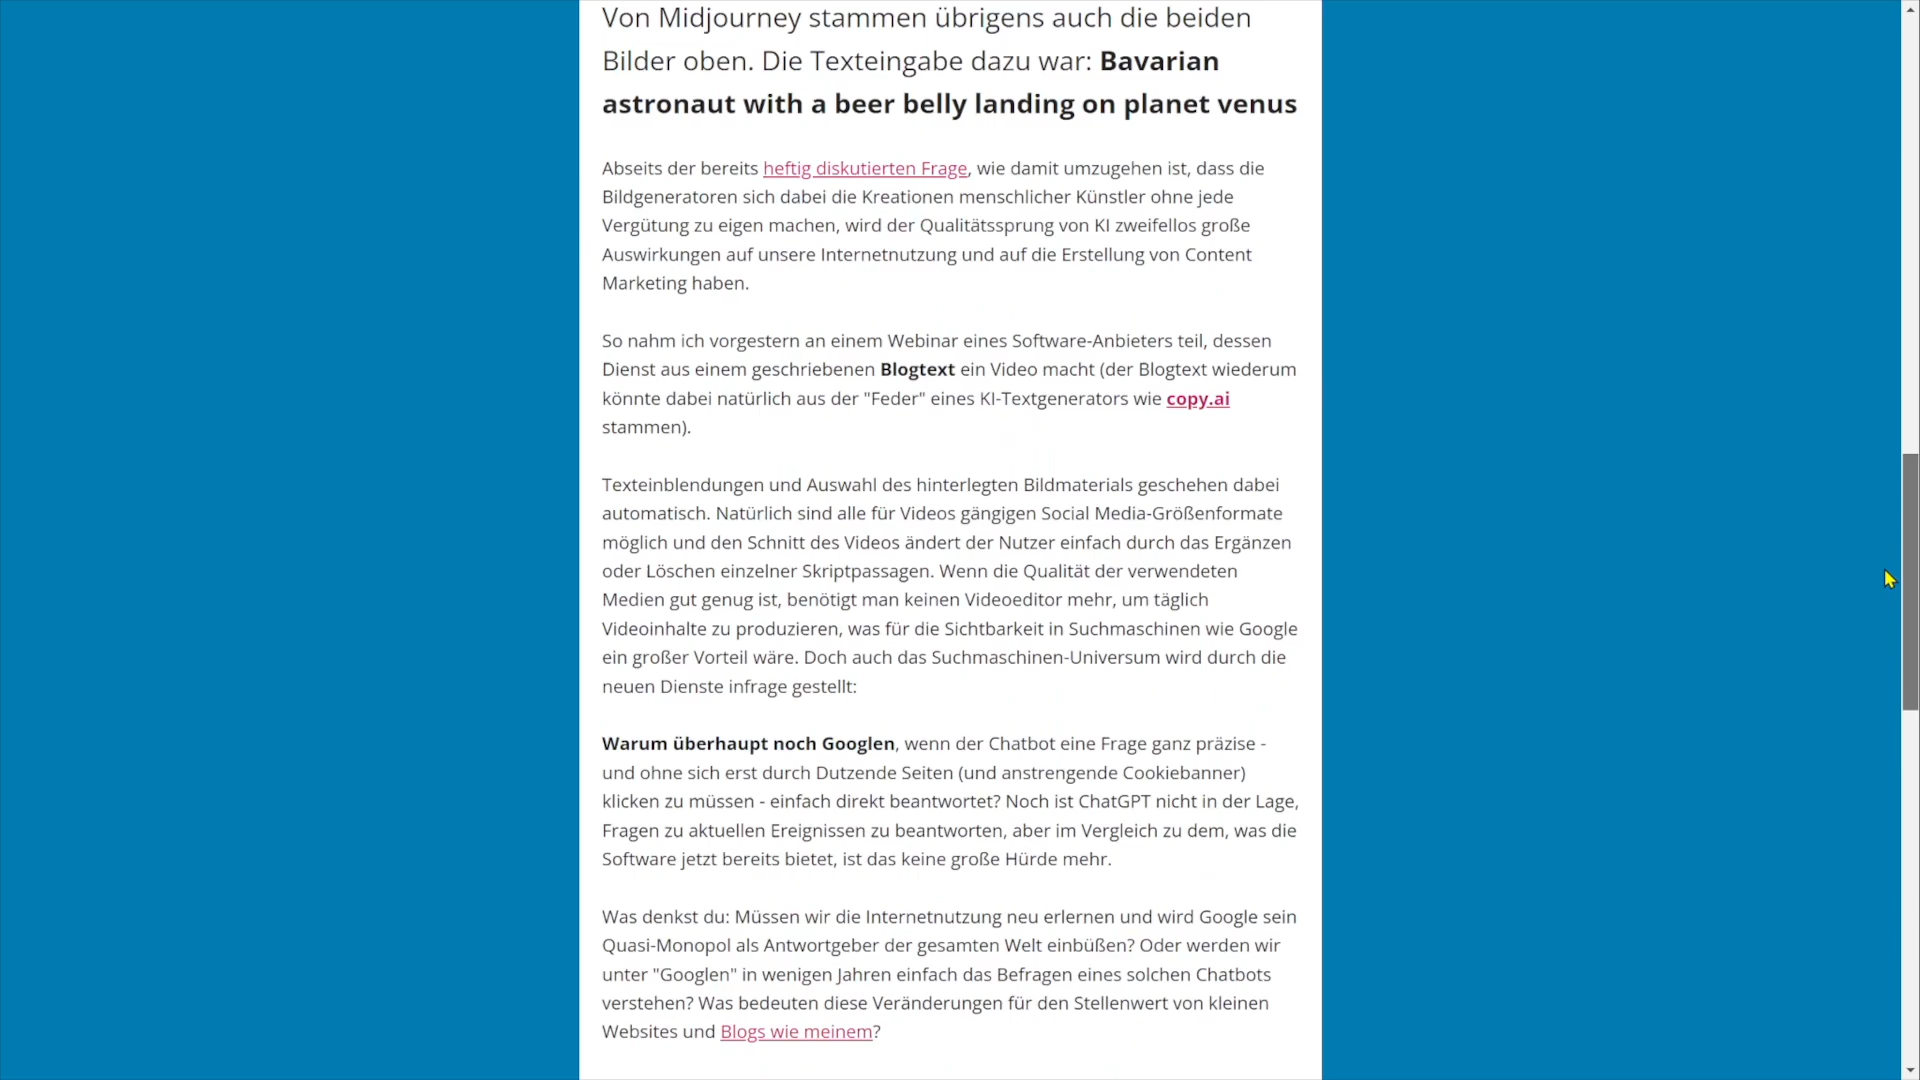 Von Midjourney stammen übrigens auch die beiden
Bilder oben. Die Texteingabe dazu war: Bavarian
astronaut with a beer belly landing on planet venus
Abseits der bereits heftig diskutierten Frage, wie damit umzugehen ist, dass die
Bildgeneratoren sich dabei die Kreationen menschlicher Künstler ohne jede
Vergütung zu eigen machen, wird der Qualitätssprung von KI zweifellos große
Auswirkungen auf unsere Internetnutzung und auf die Erstellung von Content
Marketing haben.
So nahm ich vorgestern an einem Webinar eines Software-Anbieters teil, dessen
Dienst aus einem geschriebenen Blogtext ein Video macht (der Blogtext wiederum
könnte dabei natürlich aus der "Feder" eines KI-Textgenerators wie copy.ai
stammen).
Texteinblendungen und Auswahl des hinterlegten Bildmaterials geschehen dabei
automatisch. Natürlich sind alle für Videos gängigen Social Media-Größenformate
möglich und den Schnitt des Videos ändert der Nutzer einfach durch das Ergänzen
oder Löschen einzelner Skriptpassagen. Wenn die Qualität der verwendeten
Medien gut genug ist, benötigt man keinen Videoeditor mehr, um täglich
Videoinhalte zu produzieren, was für die Sichtbarkeit in Suchmaschinen wie Google
ein großer Vorteil wäre. Doch auch das Suchmaschinen-Universum wird durch die
neuen Dienste infrage gestellt:
Warum überhaupt noch Googlen, wenn der Chatbot eine Frage ganz präzise -
und ohne sich erst durch Dutzende Seiten (und anstrengende Cookiebanner)
klicken zu müssen - einfach direkt beantwortet? Noch ist ChatGPT nicht in der Lage,
Fragen zu aktuellen Ereignissen zu beantworten, aber im Vergleich zu dem, was die
Software jetzt bereits bietet, ist das keine große Hürde mehr.
Was denkst du: Müssen wir die Internetnutzung neu erlernen und wird Google sein
Quasi-Monopol als Antwortgeber der gesamten Welt einbüßen? Oder werden wir
unter "Googlen" in wenigen Jahren einfach das Befragen eines solchen Chatbots
verstehen? Was bedeuten diese Veränderungen für den Stellenwert von kleinen
Websites und Blogs wie meinem?